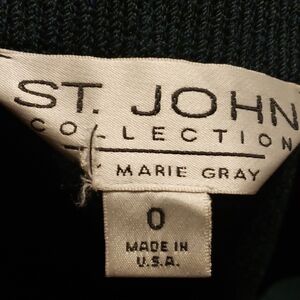 ST. JOHN
COLLECTION
MARIE GRAY
0
MADE IN
U.S.A.